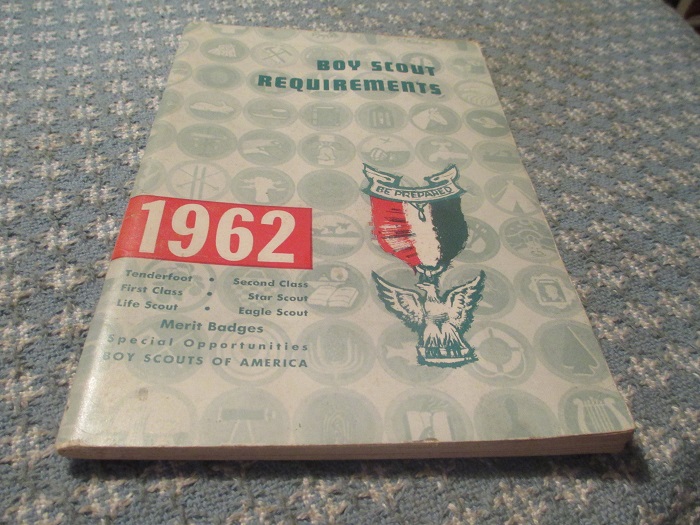 BOY SCOUT
REQUIREMENTS
BE PREPARED
1962
Tenderfoot • Second Class
First Class • Star Scout
Life Scout • Eagle Scout
Merit Badges
Special Opportunities
BOY SCOUTS OF AMERICA